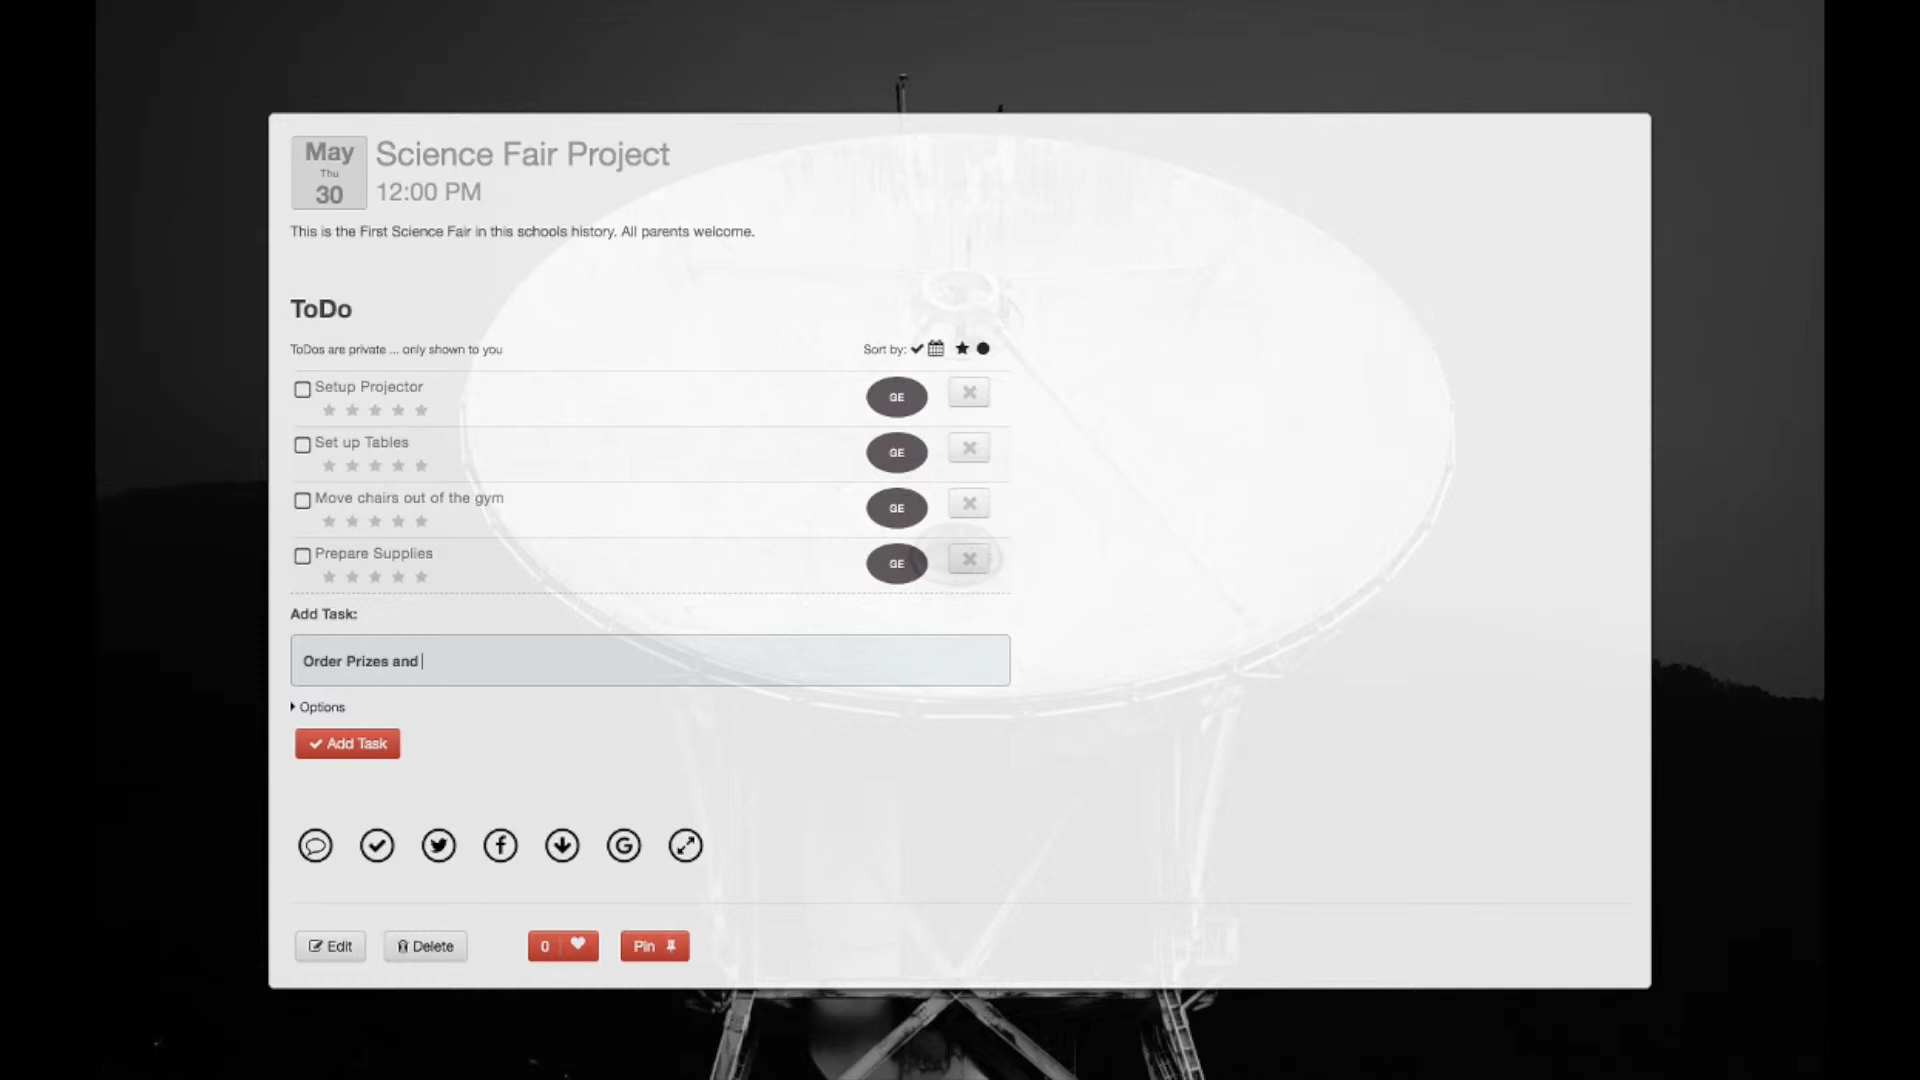 May
Thu
30
Science Fair Project
12:00 PM
This is the First Science Fair in this schools history. All parents welcome.
ToDo
ToDos are private ... only shown to you
Sort by:
Setup Projector
GE
Set up Tables
GE
Move chairs out of the gym
GE
Prepare Supplies
GE
Add Task:
Order Prizes and
Options
Add Task
Edit
Delete
0
Pin